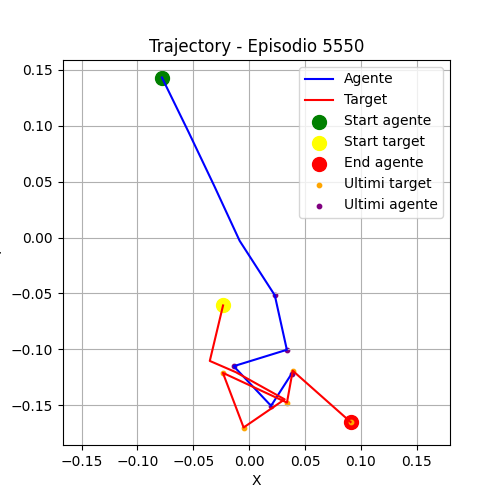 Trajectory - Episodio 5550
Agente
Target
Start agente
Start target
End agente
Ultimi target
Ultimi agente
0.15
0.10
0.05
0.00
−0.05
−0.10
−0.15
−0.15 −0.10 −0.05 0.00 0.05 0.10 0.15
X